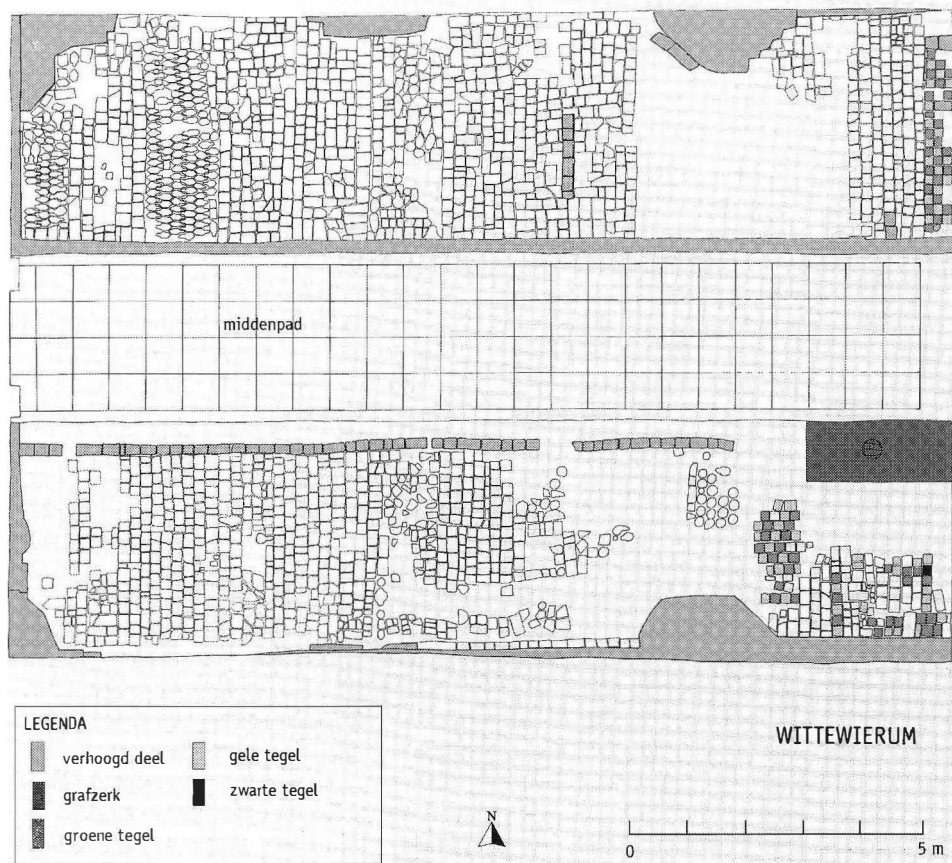 middenpad
LEGENDA
verhoogd deel
gele tegel
grafzerk
zwarte tegel
groene tegel
WITTEWIERUM
N
0
5 m